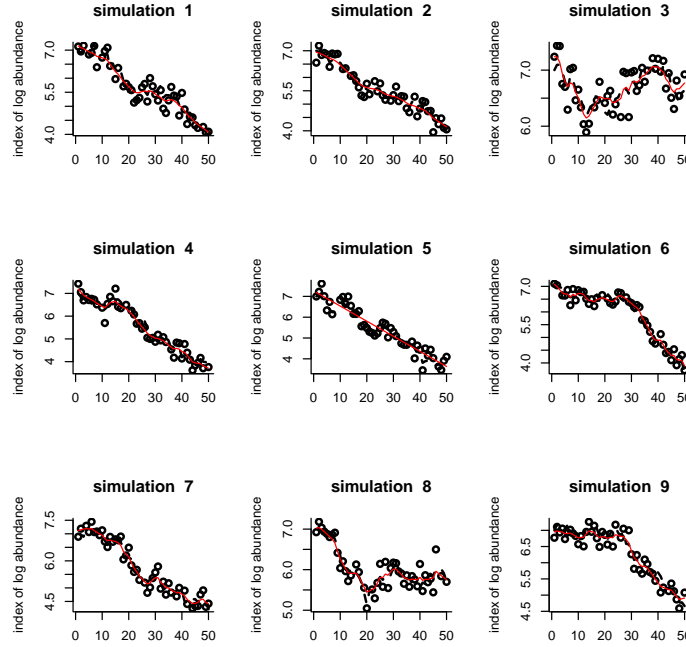 simulation 1
index of log abundance
7.0
5.5
4.0
0 10 20 30 40 50
simulation 2
index of log abundance
7.0
5.5
4.0
0 10 20 30 40 50
simulation 3
index of log abundance
7.0
6.0
0 10 20 30 40 50
simulation 4
index of log abundance
7
6
5
4
0 10 20 30 40 50
simulation 5
index of log abundance
7
6
5
4
0 10 20 30 40 50
simulation 6
index of log abundance
7.0
5.5
4.0
0 10 20 30 40 50
simulation 7
index of log abundance
7.5
6.0
4.5
0 10 20 30 40 50
simulation 8
index of log abundance
7.0
6.0
5.0
0 10 20 30 40 50
simulation 9
index of log abundance
6.5
5.5
4.5
0 10 20 30 40 50